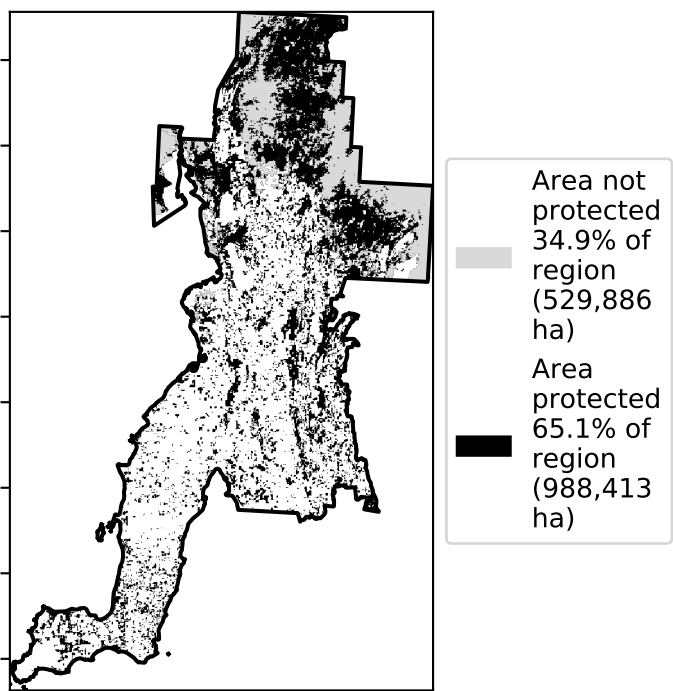 Area not
protected
34.9% of
region
(529,886
ha)
Area
protected
65.1% of
region
(988,413
ha)